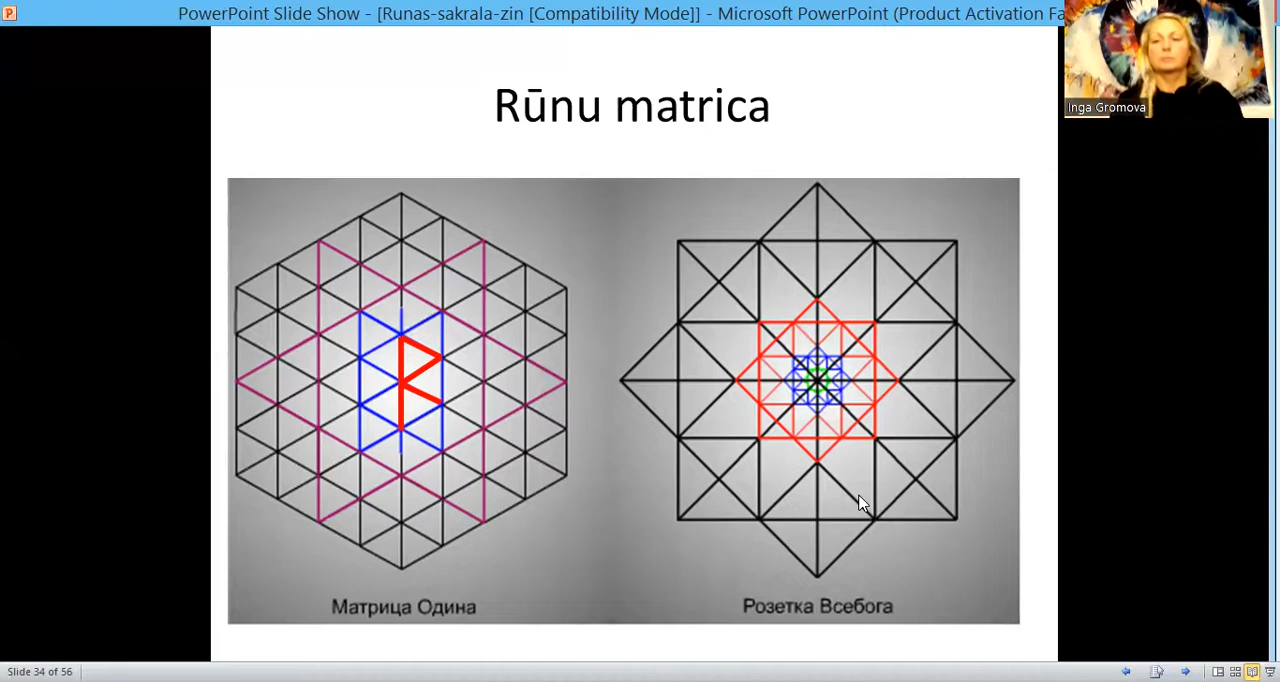 PowerPoint Slide Show - [Runas-sakrala-zin [Compatibility Mode]] - Microsoft PowerPoint (Product Activation Fa
Inga Gromova
Rūnu matrica
Матрица Одина
Розетка Всебога
Slide 34 of 56